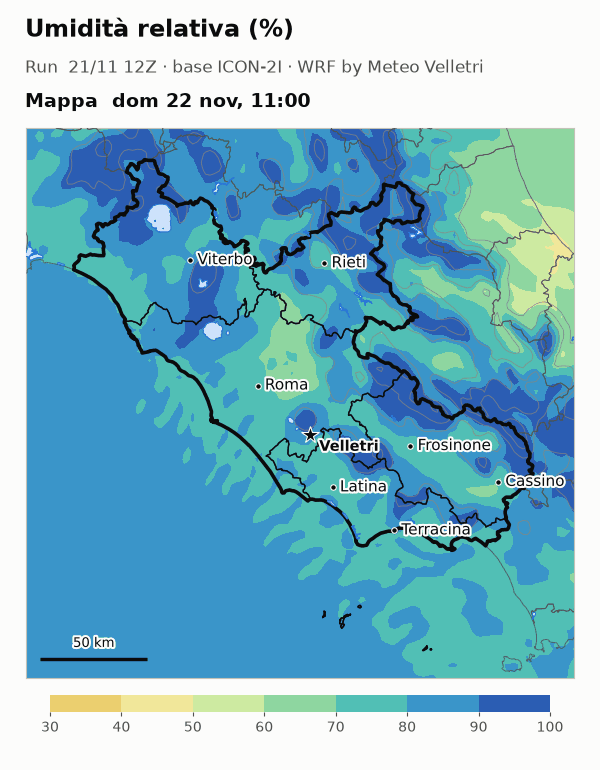 Umidità relativa (%)
Run  21/11 12Z · base ICON-2I · WRF by Meteo Velletri
Mappa  dom 22 nov, 11:00
Viterbo
Rieti
Roma
Velletri
Frosinone
Cassino
Latina
Terracina
50 km
30 40 50 60 70 80 90 100